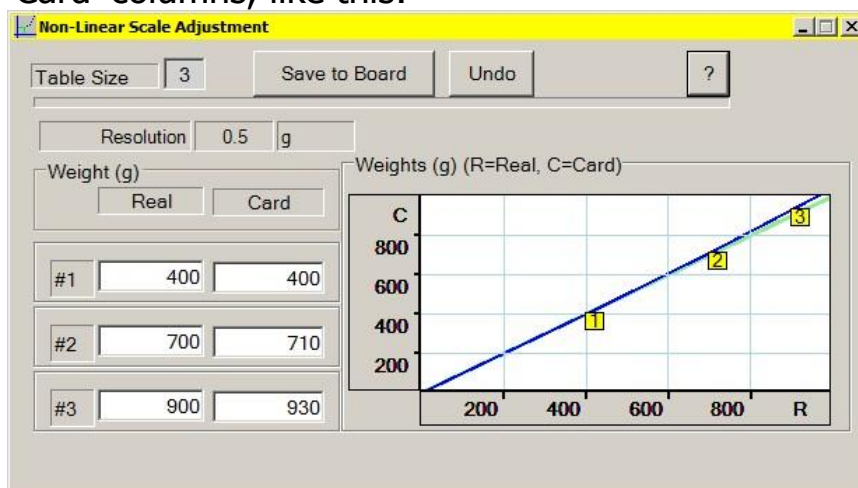 Card columns, like this:
Non-Linear Scale Adjustment
Table Size 3 Save to Board Undo ?
Resolution 0.5 g
Weight (g)
Real Card
#1 400 400
#2 700 710
#3 900 930
Weights (g) (R=Real, C=Card)
C
800
600
400
200
1
2
3
200 400 600 800 R